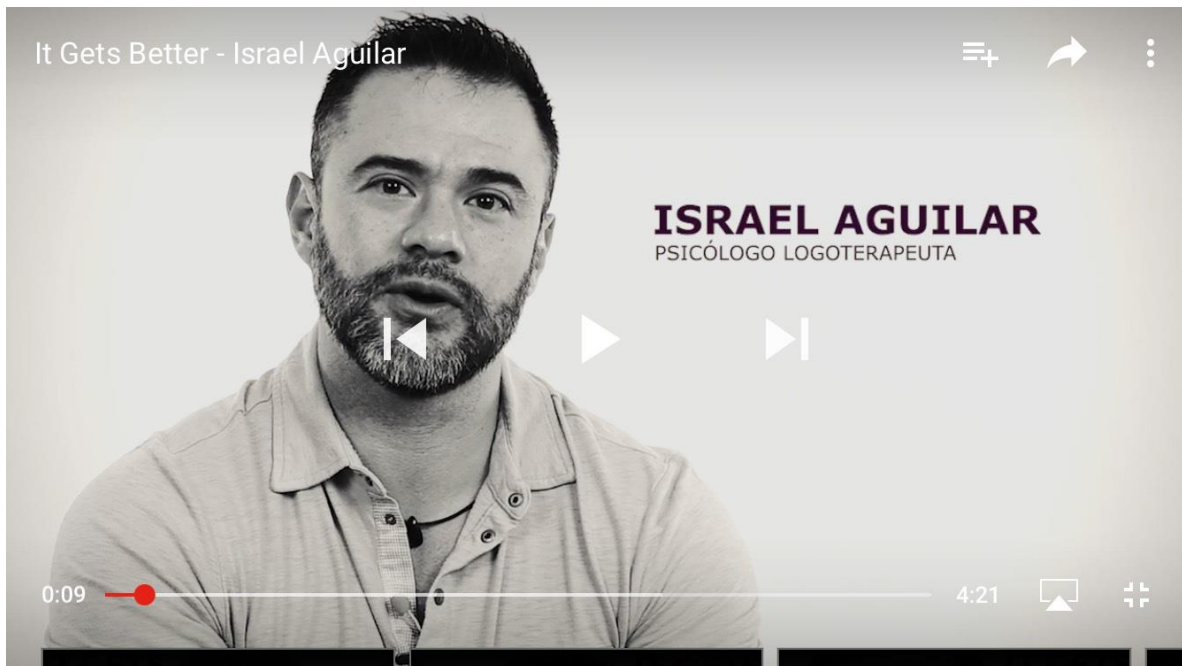 It Gets Better - Israel Aguilar
ISRAEL AGUILAR
PSICÓLOGO LOGOTERAPEUTA
0:09
4:21